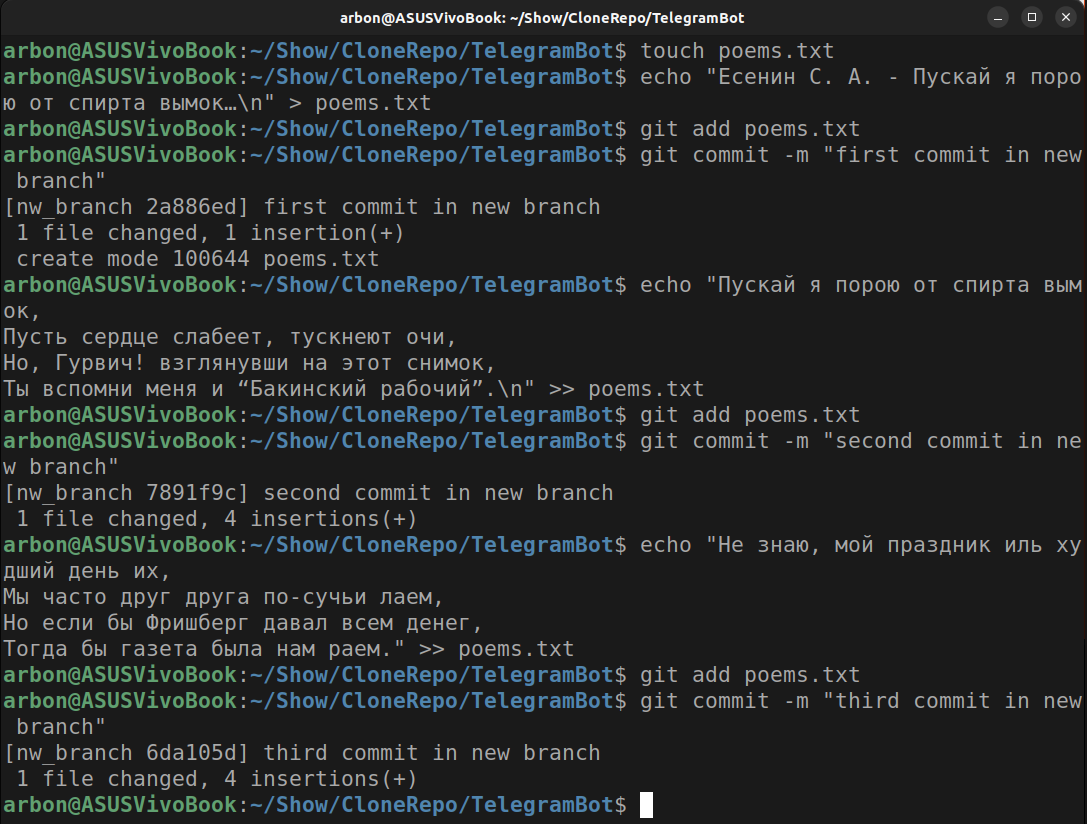 arbon@ASUSVivoBook: ~/Show/CloneRepo/TelegramBot
arbon@ASUSVivoBook:~/Show/CloneRepo/TelegramBot$ touch poems.txt
arbon@ASUSVivoBook:~/Show/CloneRepo/TelegramBot$ echo "Есенин С. А. - Пускай я поро
ю от спирта вымок…\n" > poems.txt
arbon@ASUSVivoBook:~/Show/CloneRepo/TelegramBot$ git add poems.txt
arbon@ASUSVivoBook:~/Show/CloneRepo/TelegramBot$ git commit -m "first commit in new
 branch"
[nw_branch 2a886ed] first commit in new branch
 1 file changed, 1 insertion(+)
 create mode 100644 poems.txt
arbon@ASUSVivoBook:~/Show/CloneRepo/TelegramBot$ echo "Пускай я порою от спирта вым
ок,
Пусть сердце слабеет, тускнеют очи,
Но, Гурвич! взглянувши на этот снимок,
Ты вспомни меня и “Бакинский рабочий”.\n" >> poems.txt
arbon@ASUSVivoBook:~/Show/CloneRepo/TelegramBot$ git add poems.txt
arbon@ASUSVivoBook:~/Show/CloneRepo/TelegramBot$ git commit -m "second commit in ne
w branch"
[nw_branch 7891f9c] second commit in new branch
 1 file changed, 4 insertions(+)
arbon@ASUSVivoBook:~/Show/CloneRepo/TelegramBot$ echo "Не знаю, мой праздник иль ху
дший день их,
Мы часто друг друга по-сучьи лаем,
Но если бы Фришберг давал всем денег,
Тогда бы газета была нам раем." >> poems.txt
arbon@ASUSVivoBook:~/Show/CloneRepo/TelegramBot$ git add poems.txt
arbon@ASUSVivoBook:~/Show/CloneRepo/TelegramBot$ git commit -m "third commit in new
 branch"
[nw_branch 6da105d] third commit in new branch
 1 file changed, 4 insertions(+)
arbon@ASUSVivoBook:~/Show/CloneRepo/TelegramBot$